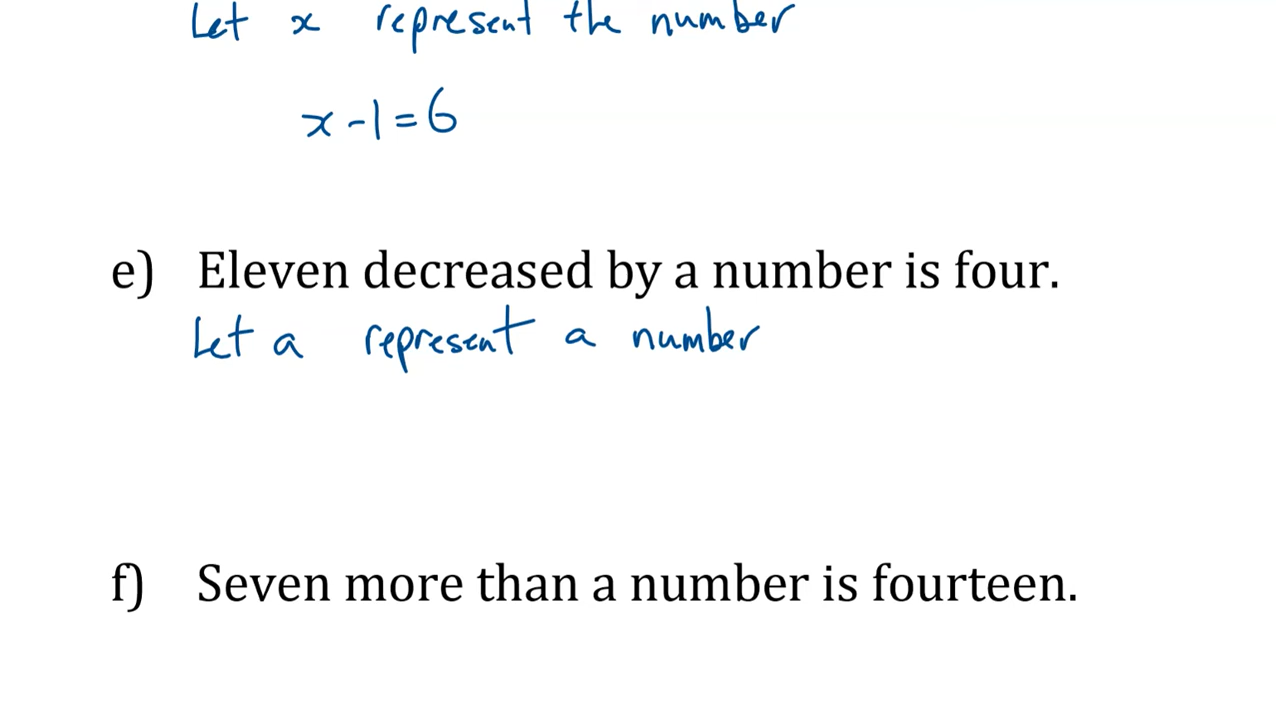 Let x represent the number
x - 1 = 6
e) Eleven decreased by a number is four.
Let a represent a number
f) Seven more than a number is fourteen.